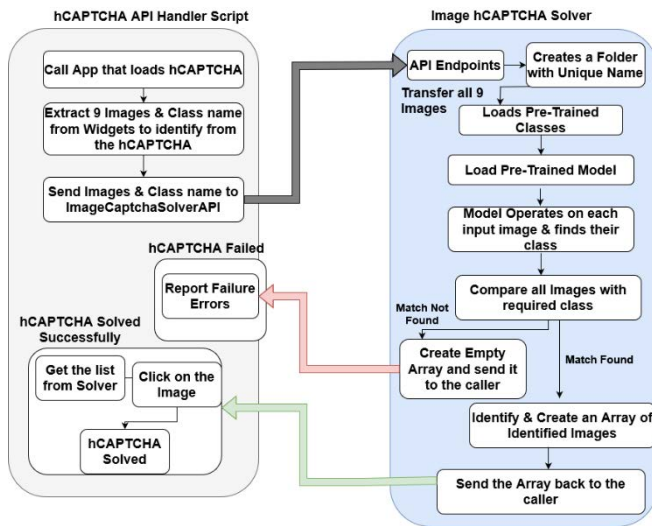 hCAPTCHA API Handler Script
Call App that loads hCAPTCHA
Extract 9 Images & Class name
from Widgets to identify from
the hCAPTCHA
Send Images & Class name to
ImageCaptchaSolverAPI
hCAPTCHA Failed
Report Failure
Errors
hCAPTCHA Solved
Successfully
Get the list
from Solver
Click on the
Image
hCAPTCHA
Solved
Image hCAPTCHA Solver
API Endpoints
Creates a Folder
with Unique Name
Transfer all 9
Images
Loads Pre-Trained
Classes
Load Pre-Trained Model
Model Operates on each
input image & finds their
class
Compare all Images with
required class
Match Not
Found
Match Found
Create Empty
Array and send it
to the caller
Identify & Create an Array of
Identified Images
Send the Array back to the
caller